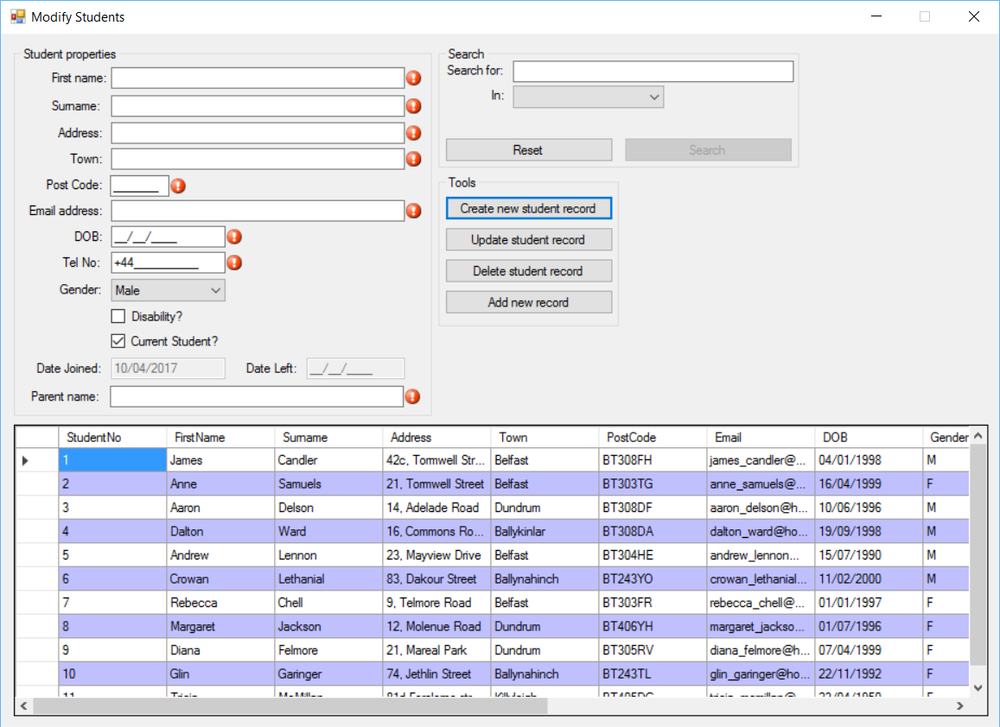 Modify Students
Student properties
First name:
Surname:
Address:
Town:
Post Code: _______
Email address:
DOB: __/__/____
Tel No: +44__________
Gender: Male
Disability?
Current Student?
Date Joined: 10/04/2017 Date Left: __/__/____
Parent name:
Search
Search for:
In:
Reset Search
Tools
Create new student record
Update student record
Delete student record
Add new record
StudentNo FirstName Surname Address Town PostCode Email DOB Gender
1 James Candler 42c, Tormwell Str... Belfast BT308FH james_candler@... 04/01/1998 M
2 Anne Samuels 21, Tormwell Street Belfast BT303TG anne_samuels@... 16/04/1999 F
3 Aaron Delson 14, Adelade Road Dundrum BT308DF aaron_delson@h... 10/06/1996 M
4 Dalton Ward 16, Commons Ro... Ballykinlar BT308DA dalton_ward@ho... 19/09/1998 M
5 Andrew Lennon 23, Mayview Drive Belfast BT304HE andrew_lennon... 15/07/1990 M
6 Crowan Lethanial 83, Dakour Street Ballynahinch BT243YO crowan_lethanial... 11/02/2000 M
7 Rebecca Chell 9, Telmore Road Belfast BT303FR rebecca_chell@... 01/01/1997 F
8 Margaret Jackson 12, Molenue Road Dundrum BT406YH margaret_jackso... 01/07/1996 F
9 Diana Felmore 21, Mareal Park Dundrum BT305RV diana_felmore@h... 07/04/1999 F
10 Glin Garinger 74, Jethlin Street Ballynahinch BT243TL glin_garinger@ho... 22/11/1992 F
11